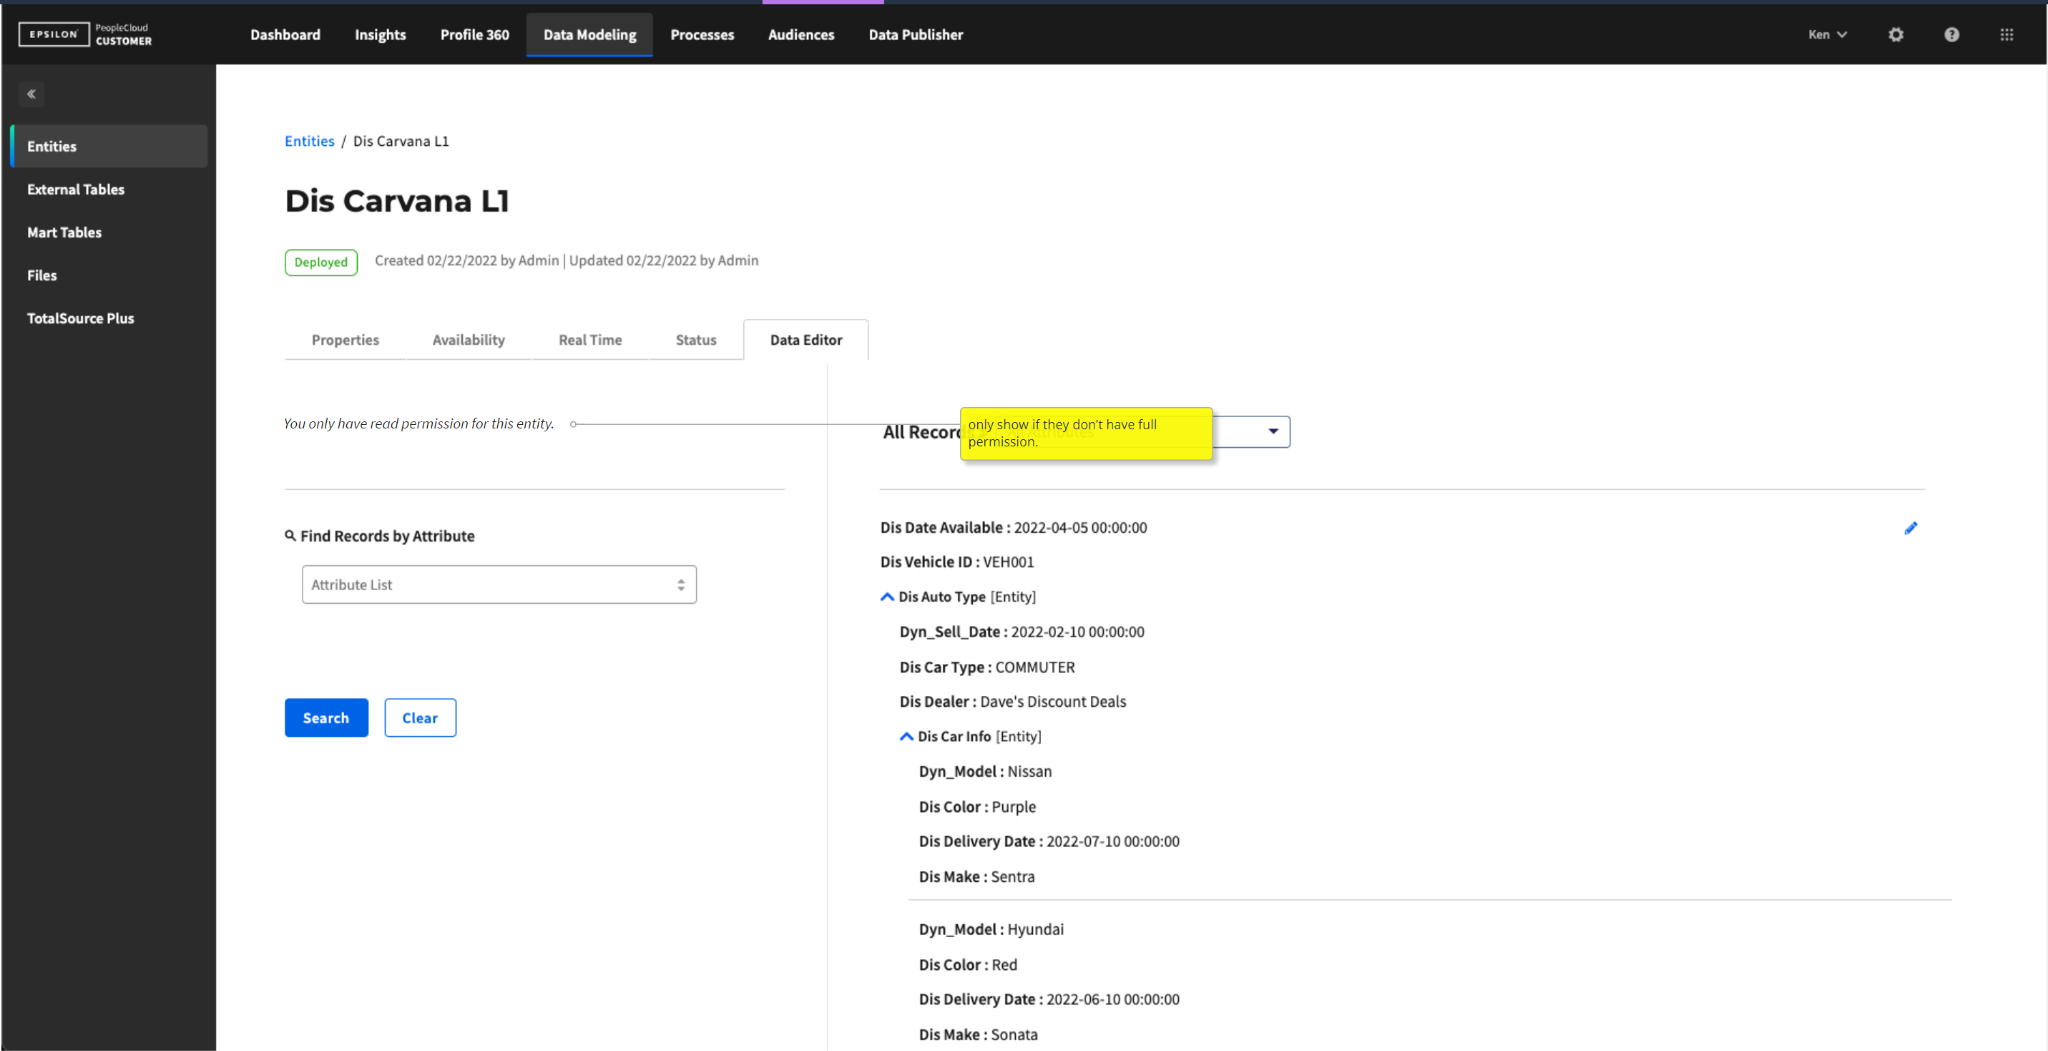 EPSILON
PeopleCloud
CUSTOMER
Dashboard
Insights
Profile 360
Data Modeling
Processes
Audiences
Data Publisher
Ken
Entities
External Tables
Mart Tables
Files
TotalSource Plus
Entities / Dis Carvana L1
Dis Carvana L1
Deployed
Created 02/22/2022 by Admin | Updated 02/22/2022 by Admin
Properties
Availability
Real Time
Status
Data Editor
You only have read permission for this entity.
Find Records by Attribute
Attribute List
Search
Clear
All Records
only show if they don't have full
permission.
Dis Date Available : 2022-04-05 00:00:00
Dis Vehicle ID : VEH001
Dis Auto Type [Entity]
Dyn_Sell_Date : 2022-02-10 00:00:00
Dis Car Type : COMMUTER
Dis Dealer : Dave's Discount Deals
Dis Car Info [Entity]
Dyn_Model : Nissan
Dis Color : Purple
Dis Delivery Date : 2022-07-10 00:00:00
Dis Make : Sentra
Dyn_Model : Hyundai
Dis Color : Red
Dis Delivery Date : 2022-06-10 00:00:00
Dis Make : Sonata